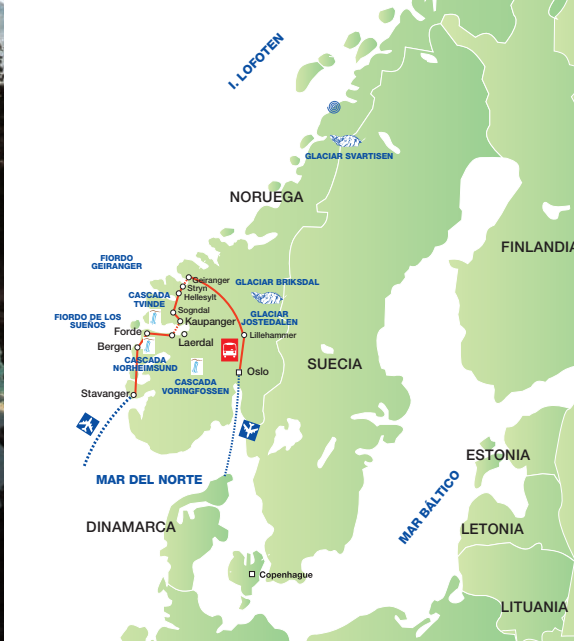 I. LOFOTEN
GLACIAR SVARTISEN
NORUEGA
FINLANDIA
FIORDO
GEIRANGER
Geiranger
Stryn
Hellesylt
GLACIAR BRIKSDAL
CASCADA
TVINDE
Sogndal
GLACIAR
JOSTEDALEN
FIORDO DE LOS
SUEÑOS
Kaupanger
Forde
Lillehammer
Laerdal
Bergen
CASCADA
NORHEIMSUND
SUECIA
Oslo
CASCADA
VORINGFOSSEN
Stavanger
ESTONIA
MAR DEL NORTE
MAR BÁLTICO
DINAMARCA
LETONIA
Copenhague
LITUANIA